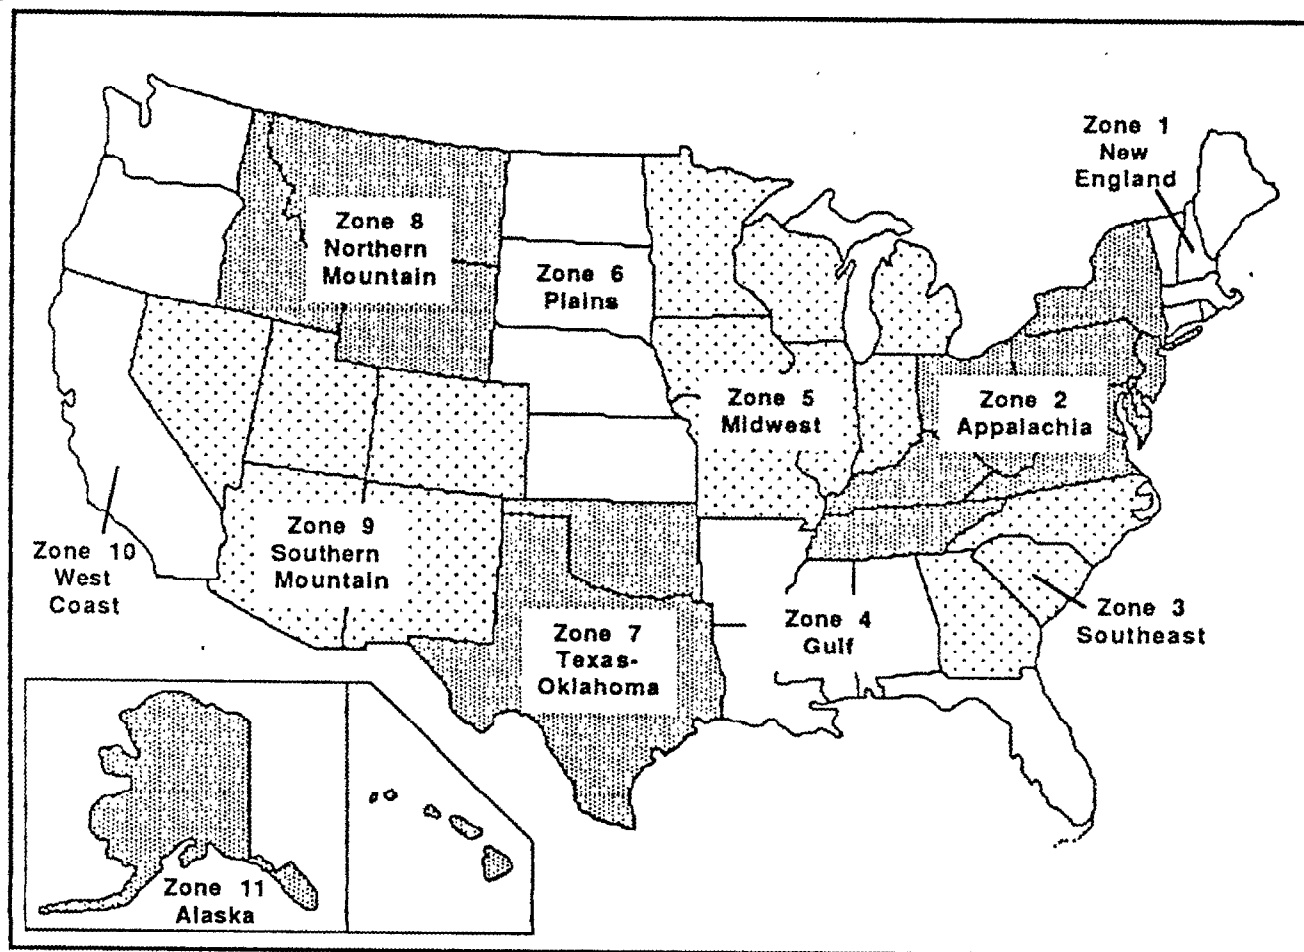 Zone 1
New
England
Zone 8
Northern
Mountain
Zone 6
Plains
Zone 5
Midwest
Zone 2
Appalachia
Zone 9
Southern
Mountain
Zone 10
West
Coast
Zone 7
Texas-
Oklahoma
Zone 4
Gulf
Zone 3
Southeast
Zone 11
Alaska